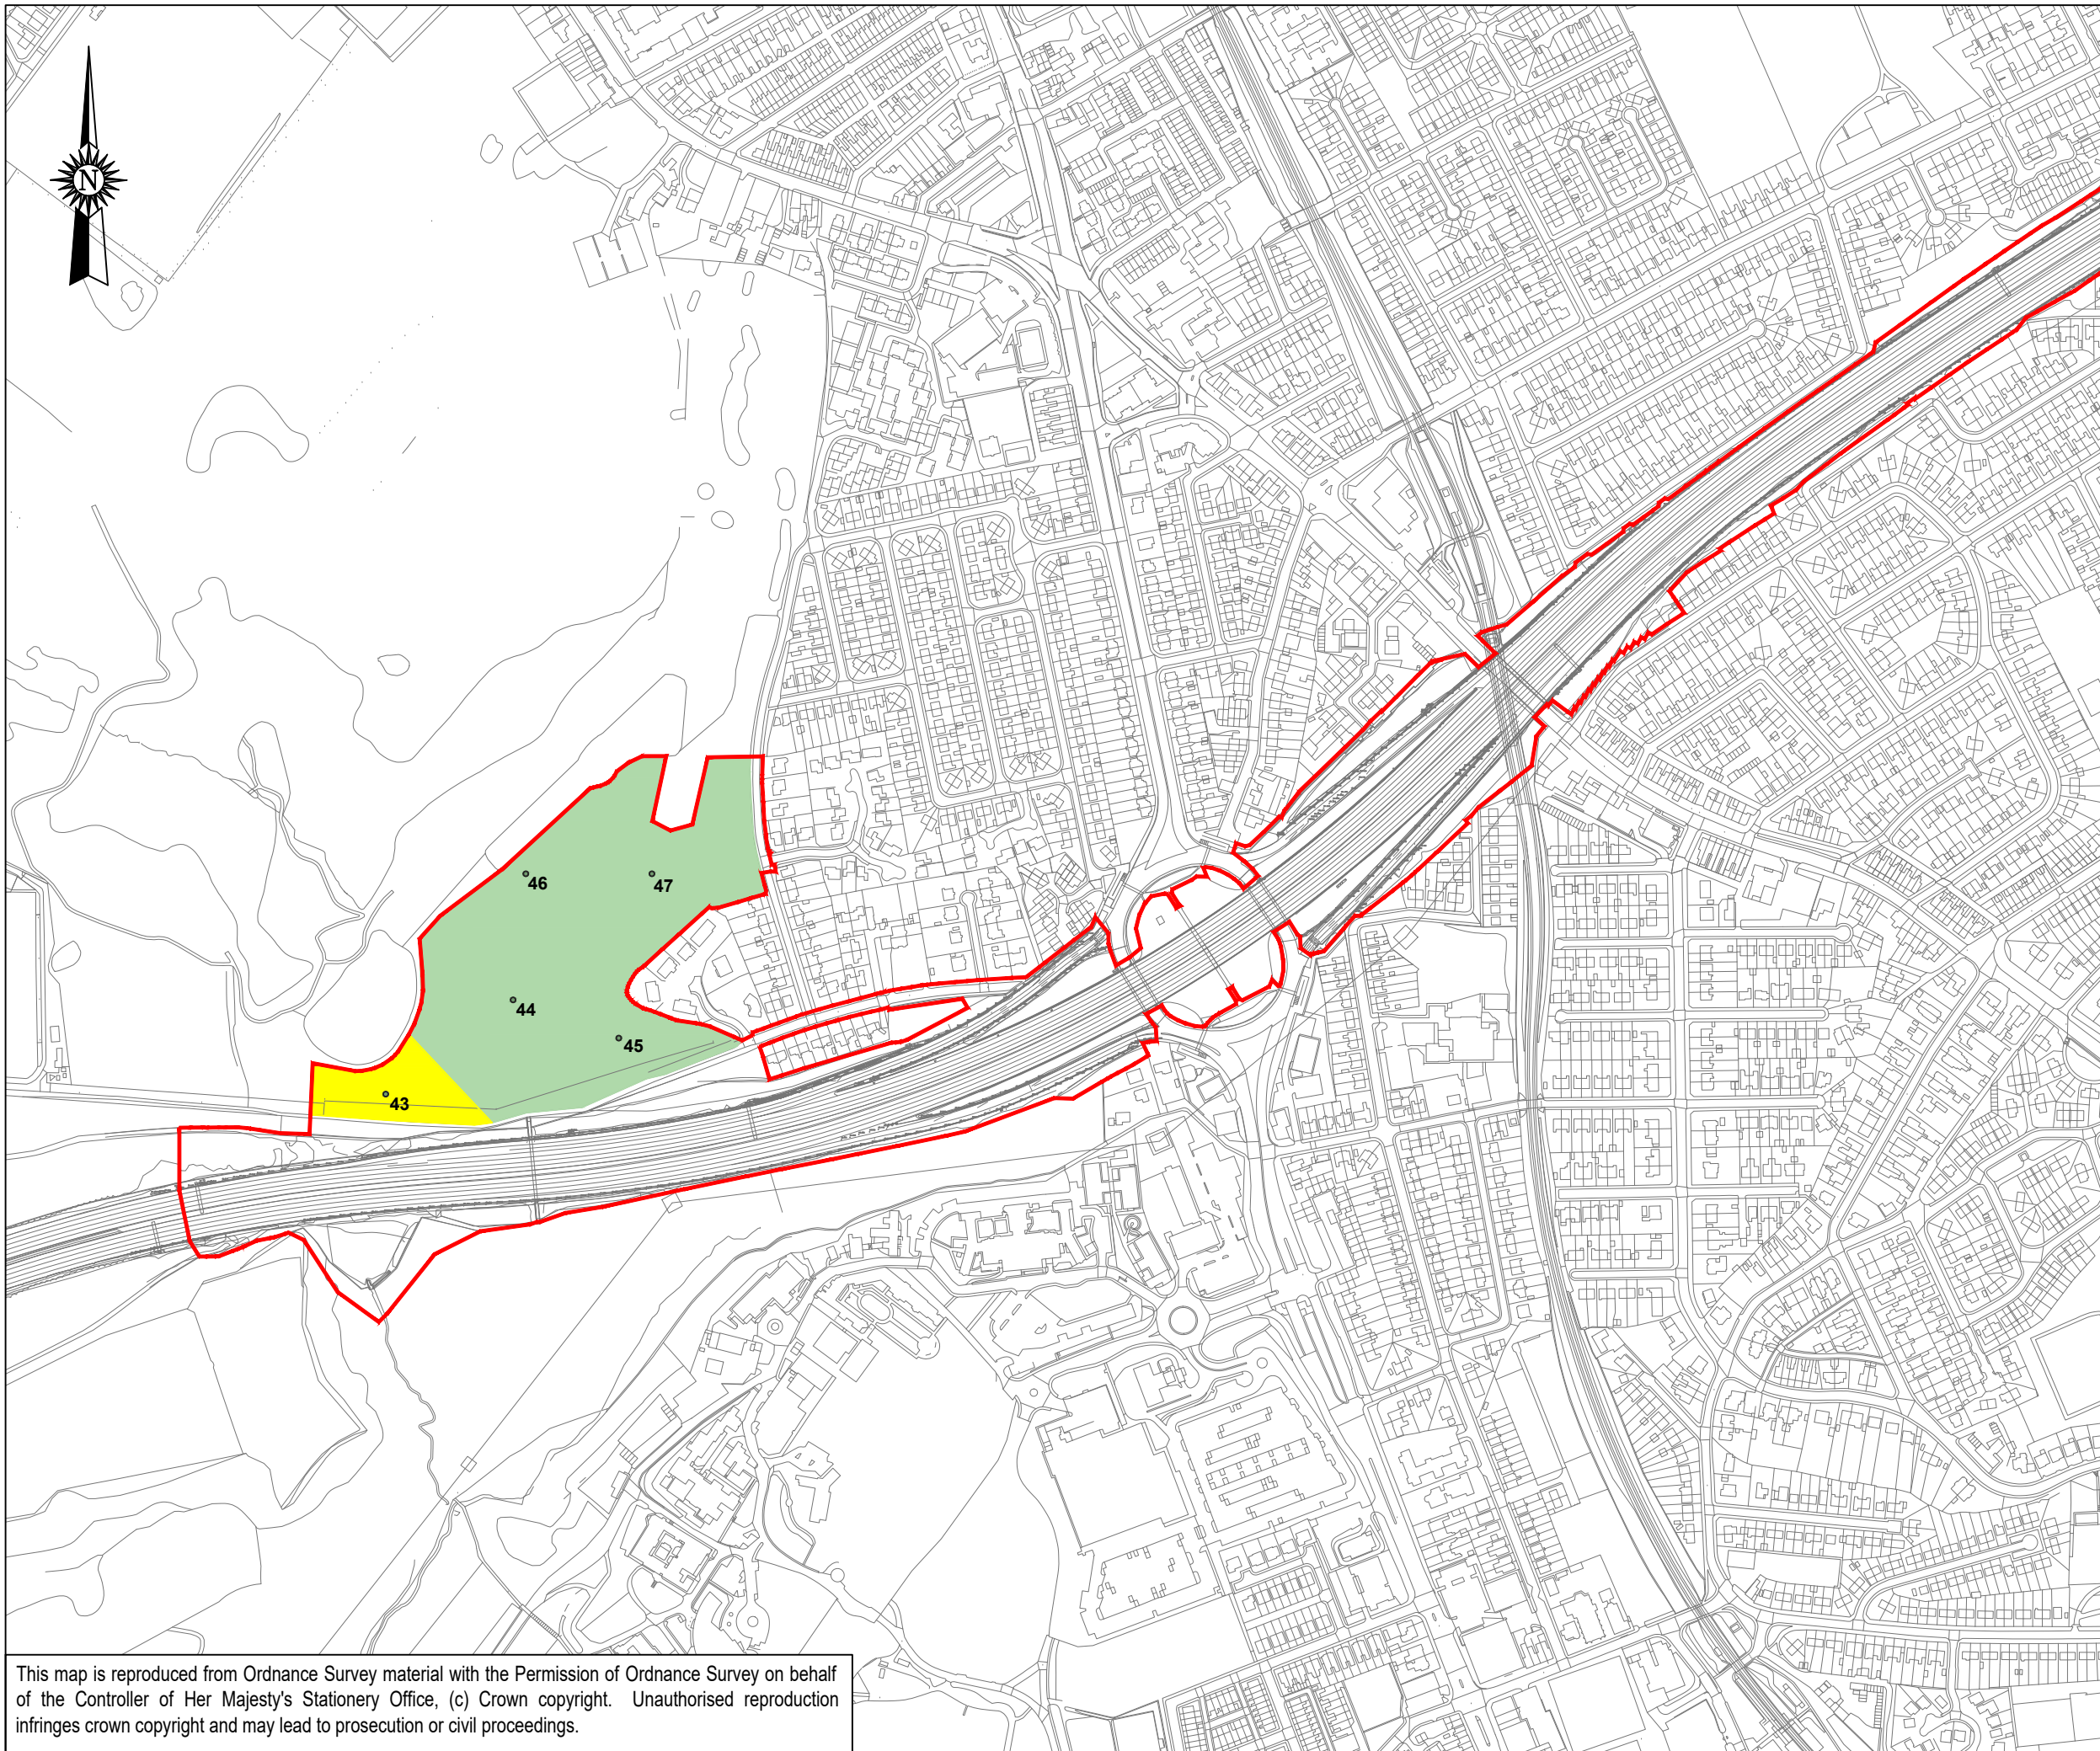 N
46
47
44
45
43
This map is reproduced from Ordnance Survey material with the Permission of Ordnance Survey on behalf
of the Controller of Her Majesty's Stationery Office, (c) Crown copyright. Unauthorised reproduction
infringes crown copyright and may lead to prosecution or civil proceedings.